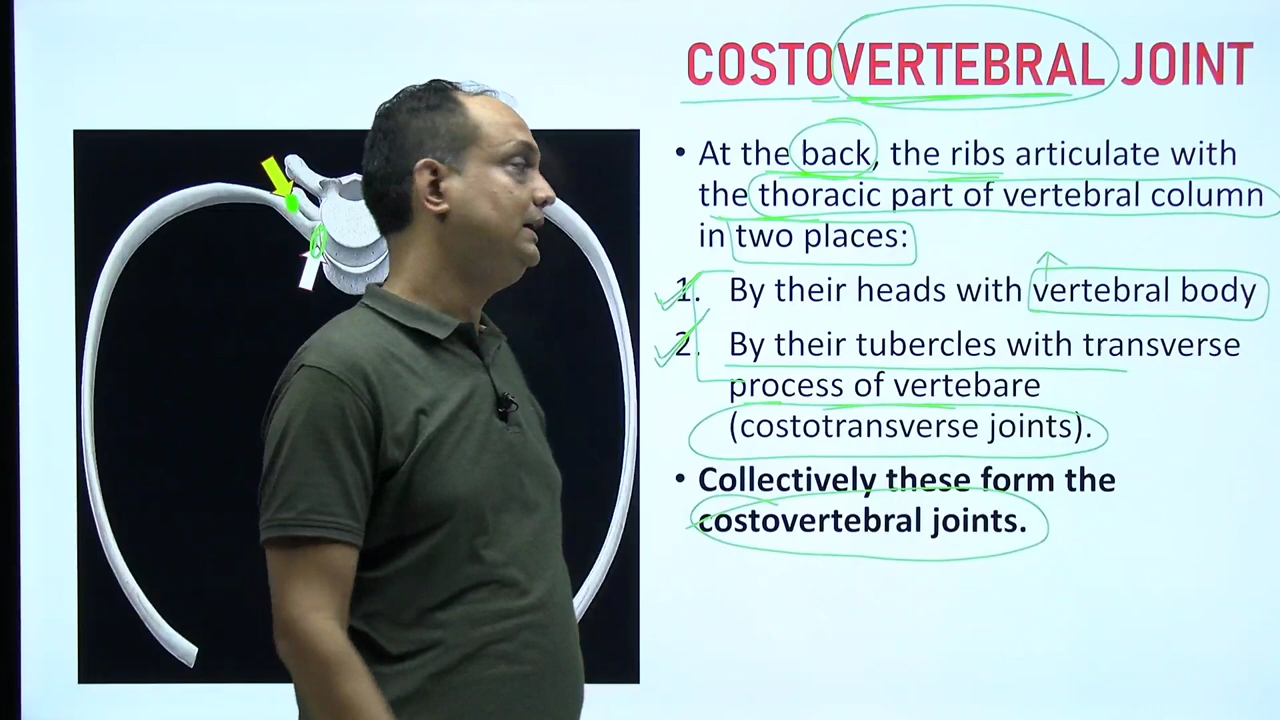 COSTOVERTEBRAL JOINT
• At the back, the ribs articulate with
the thoracic part of vertebral column
in two places:
1. By their heads with vertebral body
2. By their tubercles with transverse
process of vertebare
(costotransverse joints).
• Collectively these form the
costovertebral joints.